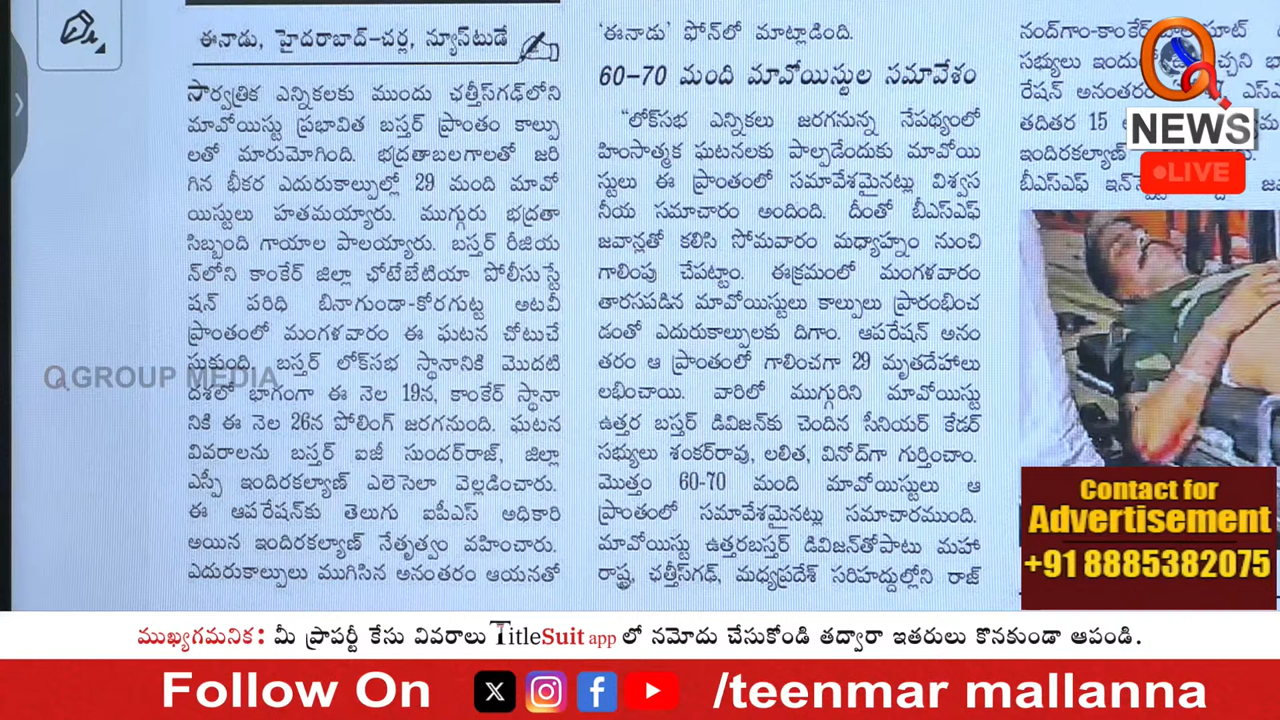 ఈనాడు, హైదరాబాద్-చర్ల, న్యూస్‌టుడే
సార్వత్రిక ఎన్నికలకు ముందు ఛత్తీస్‌గఢ్‌లోని
మావోయిస్టు ప్రభావిత బస్తర్ ప్రాంతం కాల్పు
లతో మారుమోగింది. భద్రతాబలగాలతో జరి
గిన భీకర ఎదురుకాల్పుల్లో 29 మంది మావో
యిస్టులు హతమయ్యారు. ముగ్గురు భద్రతా
సిబ్బంది గాయాల పాలయ్యారు. బస్తర్ రీజియ
న్‌లోని కాంకేర్ జిల్లా ఛోటేబేటియా పోలీసుస్టే
షన్ పరిధి బినాగుండా-కోరగుట్ట అటవీ
ప్రాంతంలో మంగళవారం ఈ ఘటన చోటుచే
సుకుంది. బస్తర్ లోక్‌సభ స్థానానికి మొదటి
దశలో భాగంగా ఈ నెల 19న, కాంకేర్ స్థానా
నికి ఈ నెల 26న పోలింగ్ జరగనుంది. ఘటన
వివరాలను బస్తర్ ఐజీ సుందర్‌రాజ్, జిల్లా
ఎస్పీ ఇందిరకల్యాణ్ ఎలెసెలా వెల్లడించారు.
ఈ ఆపరేషన్‌కు తెలుగు ఐపీఎస్ అధికారి
అయిన ఇందిరకల్యాణ్ నేతృత్వం వహించారు.
ఎదురుకాల్పులు ముగిసిన అనంతరం ఆయనతో
'ఈనాడు' ఫోన్‌లో మాట్లాడింది.
60-70 మంది మావోయిస్టుల సమావేశం
"లోక్‌సభ ఎన్నికలు జరగనున్న నేపథ్యంలో
హింసాత్మక ఘటనలకు పాల్పడేందుకు మావోయి
స్టులు ఈ ప్రాంతంలో సమావేశమైనట్లు విశ్వస
నీయ సమాచారం అందింది. దీంతో బీఎస్ఎఫ్
జవాన్లతో కలిసి సోమవారం మధ్యాహ్నం నుంచి
గాలింపు చేపట్టాం. ఈక్రమంలో మంగళవారం
తారసపడిన మావోయిస్టులు కాల్పులు ప్రారంభించ
డంతో ఎదురుకాల్పులకు దిగాం. ఆపరేషన్ అనం
తరం ఆ ప్రాంతంలో గాలించగా 29 మృతదేహాలు
లభించాయి. వారిలో ముగ్గురిని మావోయిస్టు
ఉత్తర బస్తర్ డివిజన్‌కు చెందిన సీనియర్ కేడర్
సభ్యులు శంకర్‌రావు, లలిత, వినోద్‌గా గుర్తించాం.
మొత్తం 60-70 మంది మావోయిస్టులు ఆ
ప్రాంతంలో సమావేశమైనట్లు సమాచారముంది.
మావోయిస్టు ఉత్తరబస్తర్ డివిజన్‌తోపాటు మహా
రాష్ట్ర, ఛత్తీస్‌గఢ్, మధ్యప్రదేశ్ సరిహద్దుల్లోని రాజ్
నంద్‌గాం-కాంకేర్
సభ్యులు
రేషన్ అనంతరం
తదితర 15
ఇందిరకల్యాణ్
బీఎస్ఎఫ్
Q
NEWS
LIVE
Q GROUP MEDIA
Contact for
Advertisement
+91 8885382075
ముఖ్యగమనిక: మీ ప్రాపర్టీ కేసు వివరాలు TitleSuit app లో నమోదు చేసుకోండి తద్వారా ఇతరులు కొనకుండా ఆపండి.
Follow On /teenmar mallanna